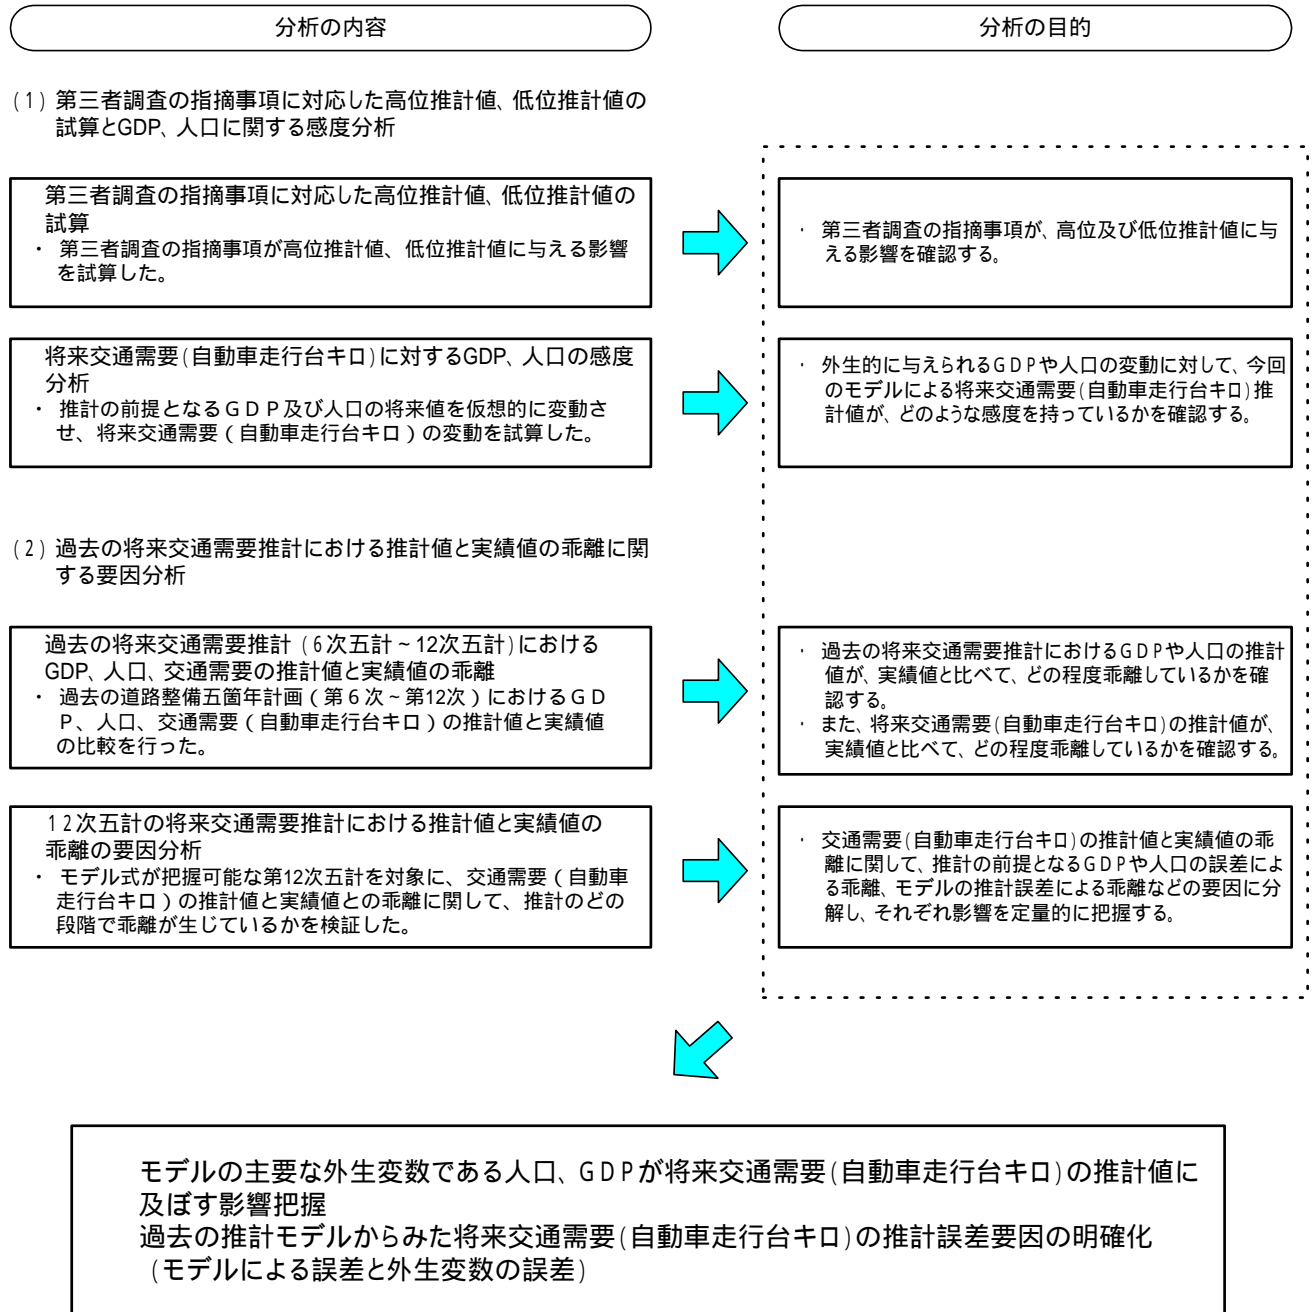 分析の内容
分析の目的
(1) 第三者調査の指摘事項に対応した高位推計値、低位推計値の
試算とGDP、人口に関する感度分析
第三者調査の指摘事項に対応した高位推計値、低位推計値の
試算
・ 第三者調査の指摘事項が高位推計値、低位推計値に与える影響
を試算した。
・ 第三者調査の指摘事項が、高位及び低位推計値に与
える影響を確認する。
将来交通需要(自動車走行台キロ)に対するGDP、人口の感度
分析
・ 推計の前提となるＧＤＰ及び人口の将来値を仮想的に変動さ
せ、将来交通需要（自動車走行台キロ）の変動を試算した。
・ 外生的に与えられるGDPや人口の変動に対して、今回
のモデルによる将来交通需要(自動車走行台キロ)推
計値が、どのような感度を持っているかを確認する。
(2) 過去の将来交通需要推計における推計値と実績値の乖離に関
する要因分析
過去の将来交通需要推計 (6次五計～12次五計)における
GDP、人口、交通需要の推計値と実績値の乖離
・ 過去の道路整備五箇年計画（第６次～第12次）におけるＧＤ
Ｐ、人口、交通需要（自動車走行台キロ）の推計値と実績値
の比較を行った。
・ 過去の将来交通需要推計におけるGDPや人口の推計
値が、実績値と比べて、どの程度乖離しているかを確
認する。
・ また、将来交通需要(自動車走行台キロ)の推計値が、
実績値と比べて、どの程度乖離しているかを確認する。
12次五計の将来交通需要推計における推計値と実績値の
乖離の要因分析
・ モデル式が把握可能な第12次五計を対象に、交通需要（自動車
走行台キロ）の推計値と実績値との乖離に関して、推計のどの
段階で乖離が生じているかを検証した。
・ 交通需要(自動車走行台キロ)の推計値と実績値の乖
離に関して、推計の前提となるGDPや人口の誤差によ
る乖離、モデルの推計誤差による乖離などの要因に分
解し、それぞれ影響を定量的に把握する。
モデルの主要な外生変数である人口、GDPが将来交通需要(自動車走行台キロ)の推計値に
及ぼす影響把握
過去の推計モデルからみた将来交通需要(自動車走行台キロ)の推計誤差要因の明確化
(モデルによる誤差と外生変数の誤差)